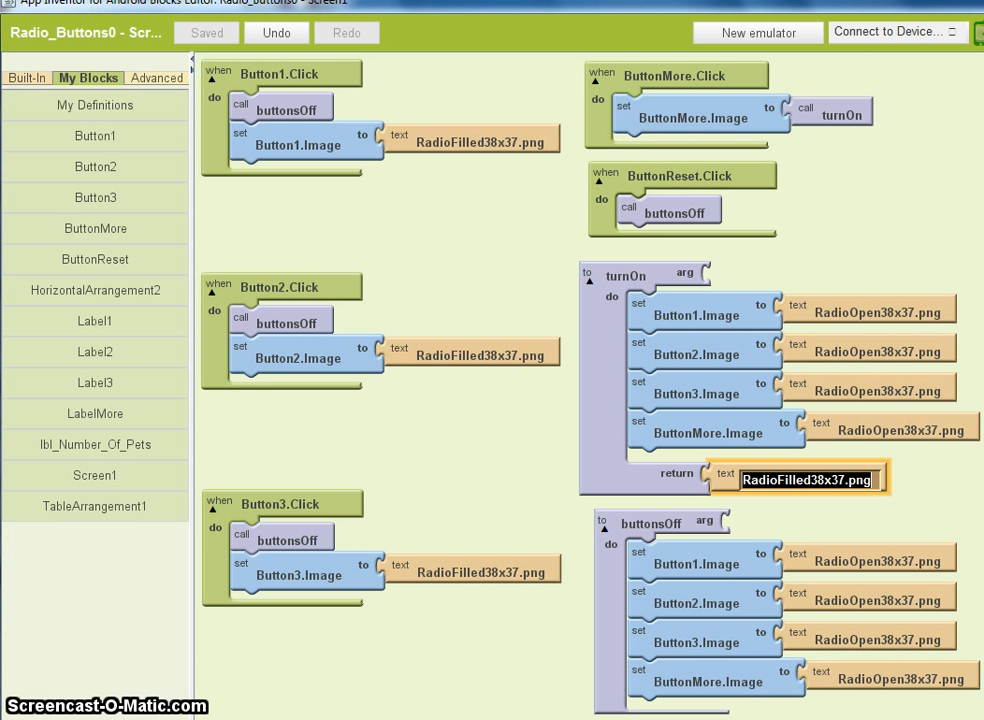 App Inventor for Android Blocks Editor: Radio_Buttons0 - Screen1
Radio_Buttons0 - Scr...
Saved
Undo
Redo
New emulator
Connect to Device...
Built-In
My Blocks
Advanced
My Definitions
Button1
Button2
Button3
ButtonMore
ButtonReset
HorizontalArrangement2
Label1
Label2
Label3
LabelMore
lbl_Number_Of_Pets
Screen1
TableArrangement1
when Button1.Click
do
call buttonsOff
set Button1.Image to text RadioFilled38x37.png
when Button2.Click
do
call buttonsOff
set Button2.Image to text RadioFilled38x37.png
when Button3.Click
do
call buttonsOff
set Button3.Image to text RadioFilled38x37.png
when ButtonMore.Click
do
set ButtonMore.Image to call turnOn
when ButtonReset.Click
do
call buttonsOff
to turnOn arg
do
set Button1.Image to text RadioOpen38x37.png
set Button2.Image to text RadioOpen38x37.png
set Button3.Image to text RadioOpen38x37.png
set ButtonMore.Image to text RadioOpen38x37.png
return text RadioFilled38x37.png
to buttonsOff arg
do
set Button1.Image to text RadioOpen38x37.png
set Button2.Image to text RadioOpen38x37.png
set Button3.Image to text RadioOpen38x37.png
set ButtonMore.Image to text RadioOpen38x37.png
Screencast-O-Matic.com